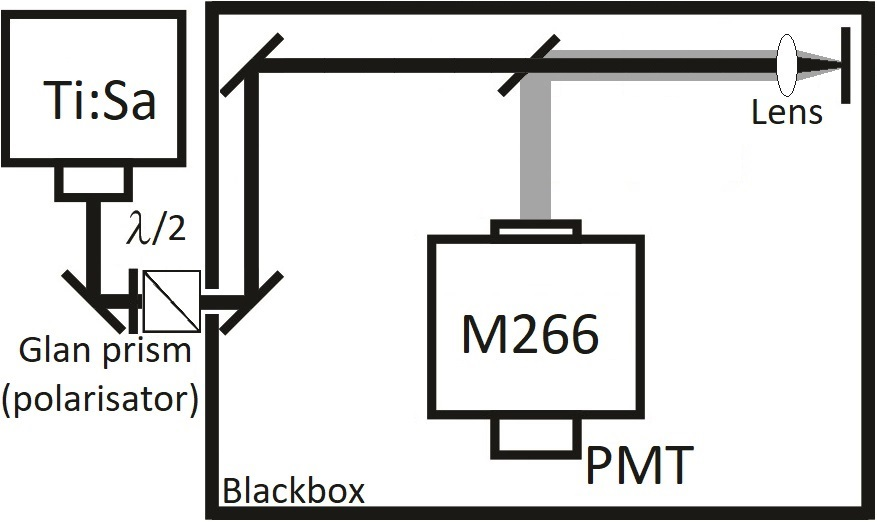 Ti:Sa
λ/2
Glan prism
(polarisator)
Lens
M266
PMT
Blackbox